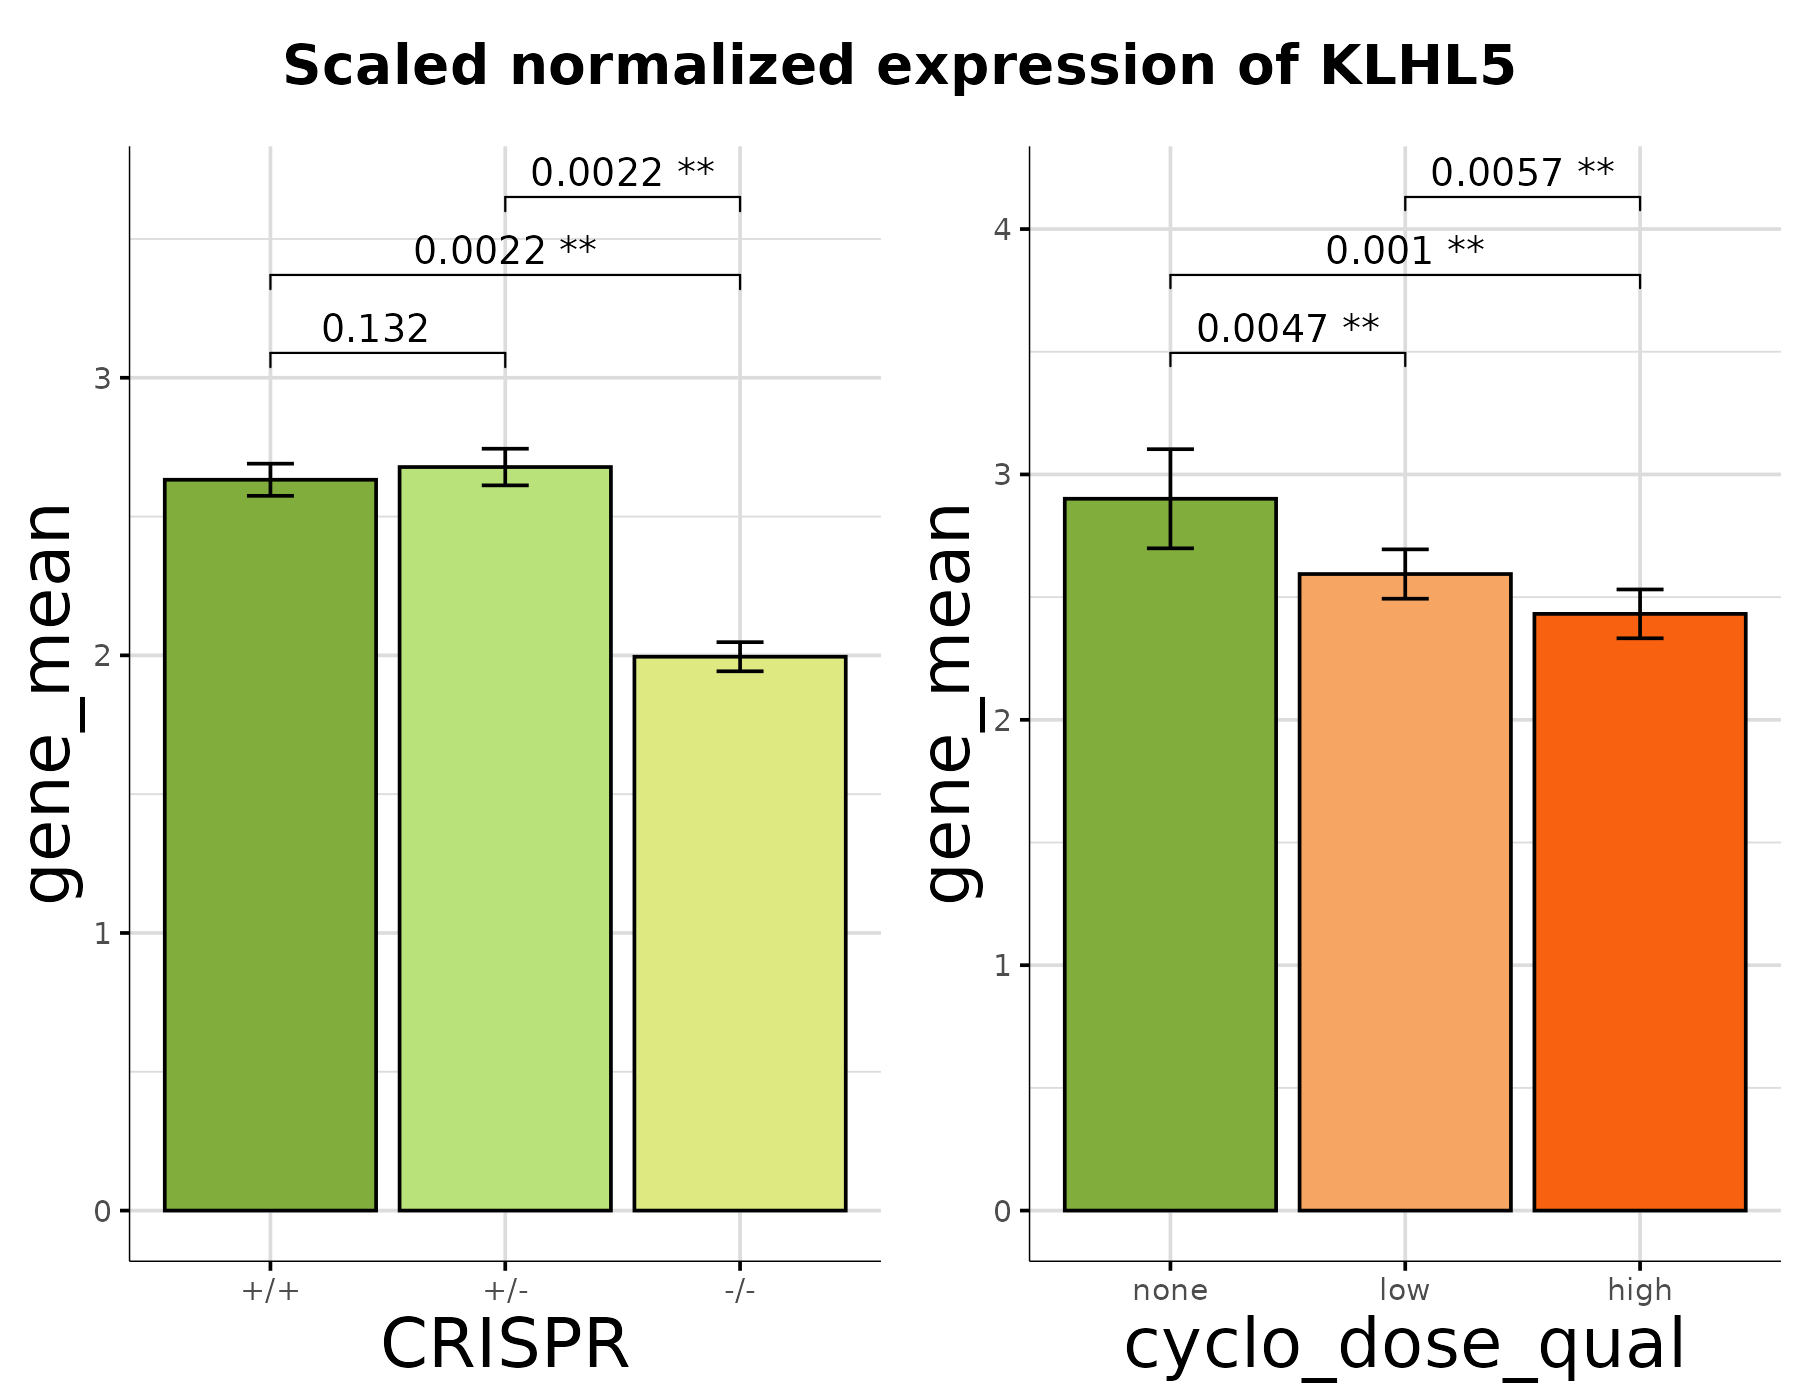 Scaled normalized expression of KLHL5
gene_mean
0.0022 **
0.0022 **
0.132
3
2
1
0
+/+ +/- -/-
CRISPR
gene_mean
0.0057 **
0.001 **
0.0047 **
4
3
2
1
0
none low high
cyclo_dose_qual